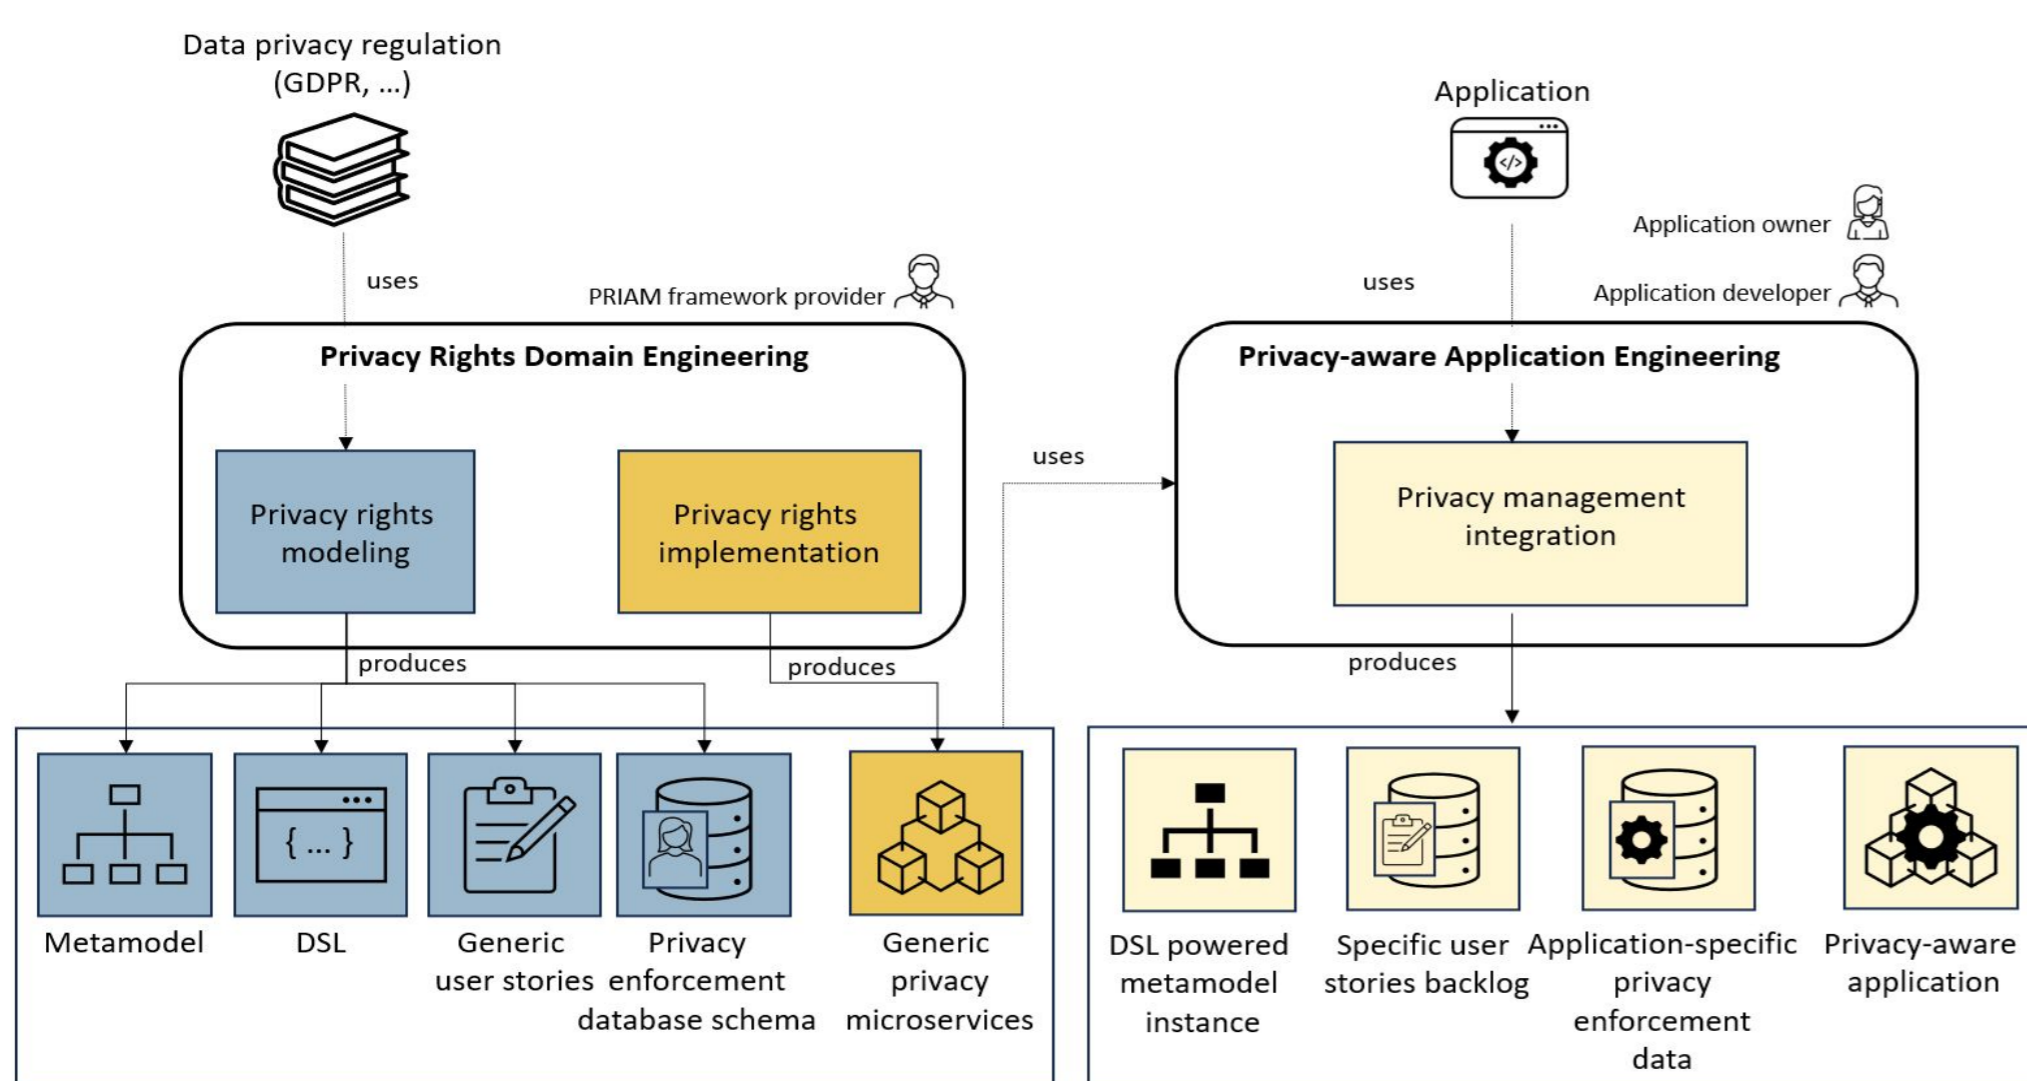 Data privacy regulation
(GDPR, ...)
uses
PRIAM framework provider
Privacy Rights Domain Engineering
Privacy rights
modeling
Privacy rights
implementation
produces
produces
{ ... }
Metamodel
DSL
Generic
user stories
Privacy
enforcement
database schema
Generic
privacy
microservices
uses
Application
</>
Application owner
Application developer
uses
Privacy-aware Application Engineering
Privacy management
integration
produces
DSL powered
metamodel
instance
Specific user
stories backlog
Application-specific
privacy
enforcement
data
Privacy-aware
application